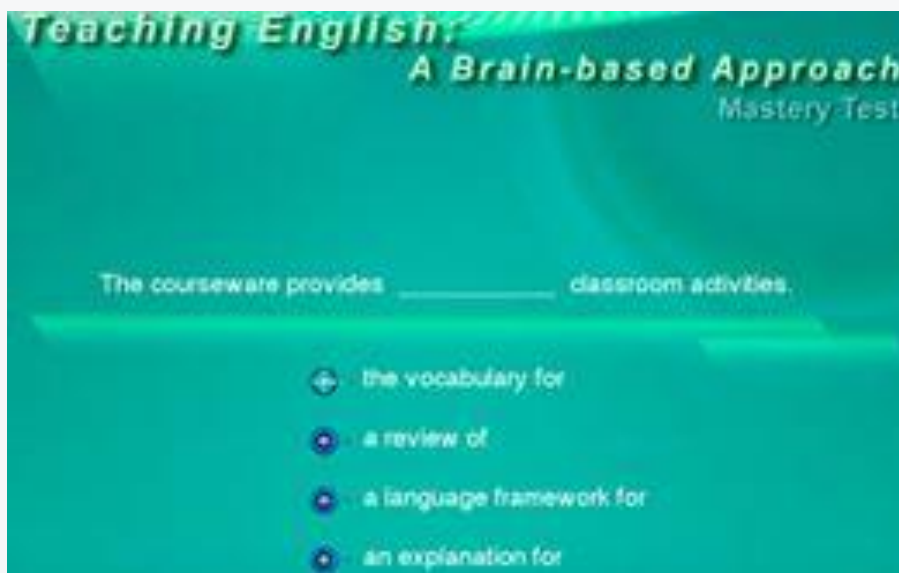 Teaching English:
A Brain-based Approach
Mastery Test
The courseware provides ____________ classroom activities.
the vocabulary for
a review of
a language framework for
an explanation for